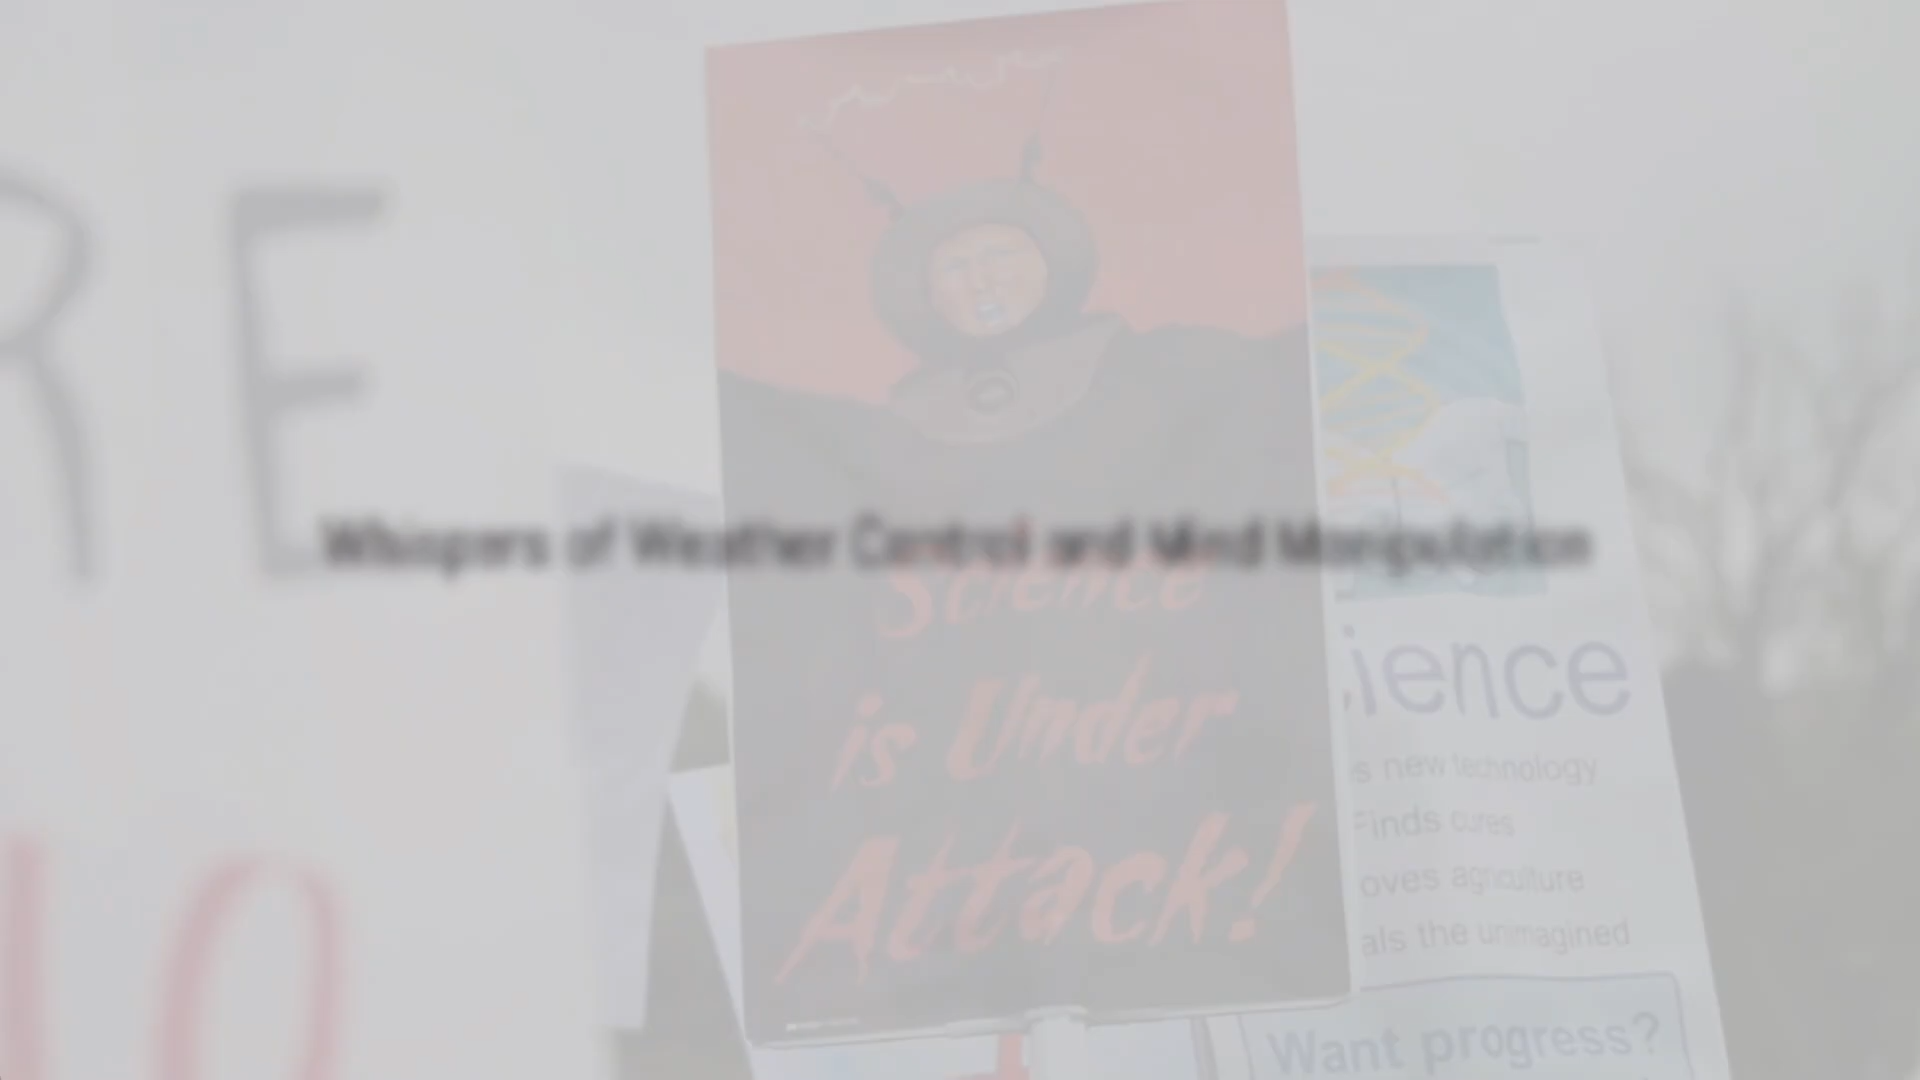 RE
Whispers of Weather Control and Mind Manipulation
Science
is Under
Attack!
ience
s new technology
Finds cures
oves agriculture
als the unimagined
Want progress?